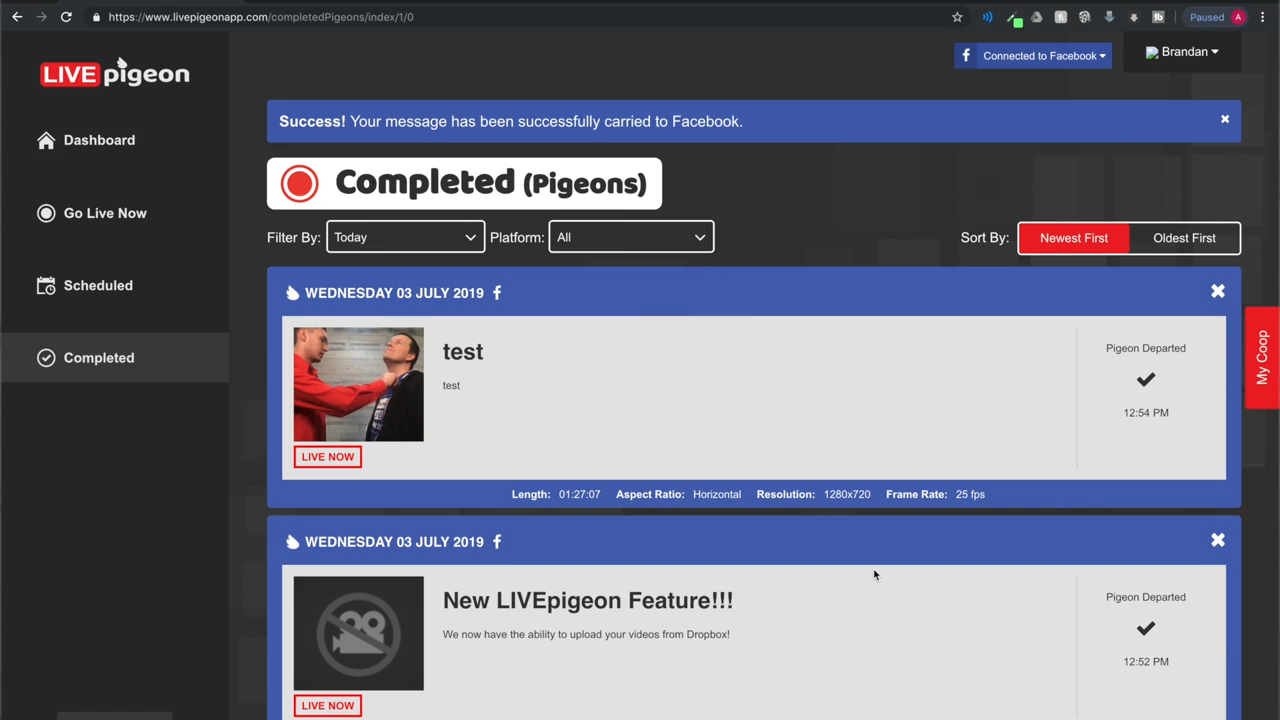 https://www.livepigeonapp.com/completedPigeons/index/1/0
Paused A
LIVE pigeon
Connected to Facebook
Brandan
Dashboard
Go Live Now
Scheduled
Completed
Success! Your message has been successfully carried to Facebook.
Completed (Pigeons)
Filter By: Today Platform: All
Sort By: Newest First Oldest First
WEDNESDAY 03 JULY 2019
test
test
LIVE NOW
Pigeon Departed
12:54 PM
Length: 01:27:07 Aspect Ratio: Horizontal Resolution: 1280x720 Frame Rate: 25 fps
My Coop
WEDNESDAY 03 JULY 2019
New LIVEpigeon Feature!!!
We now have the ability to upload your videos from Dropbox!
LIVE NOW
Pigeon Departed
12:52 PM